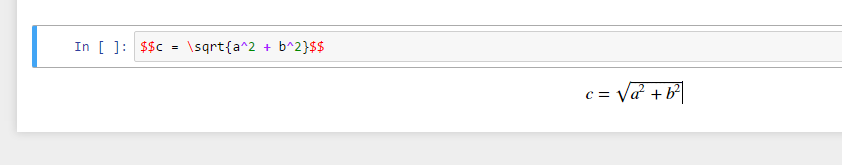 In [ ]: $$c = \sqrt{a^2 + b^2}$$
c = √a² + b²